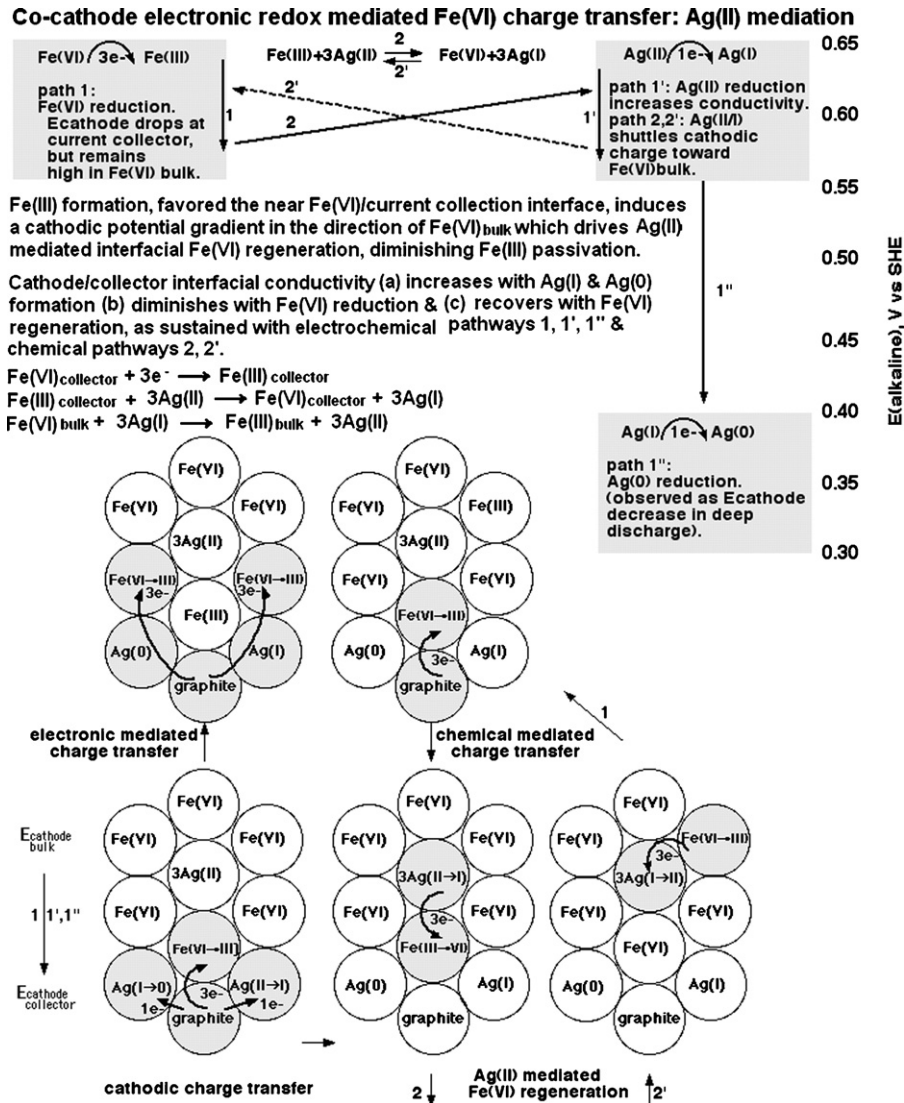 Co-cathode electronic redox mediated Fe(VI) charge transfer: Ag(II) mediation
Fe(VI) 3e- Fe(III)
path 1:
Fe(VI) reduction.
Ecathode drops at
current collector,
but remains
high in Fe(VI) bulk.
1
Fe(III)+3Ag(II) 2 2' Fe(VI)+3Ag(I)
2'
2
1'
Ag(II) 1e- Ag(I)
path 1': Ag(II) reduction
increases conductivity.
path 2,2': Ag(II/I)
shuttles cathodic
charge toward
Fe(VI)bulk.
0.65
0.60
0.55
0.50
0.45
0.40
0.35
0.30
E(alkaline), V vs SHE
Fe(III) formation, favored the near Fe(VI)/current collection interface, induces
a cathodic potential gradient in the direction of Fe(VI)bulk which drives Ag(II)
mediated interfacial Fe(VI) regeneration, diminishing Fe(III) passivation.
Cathode/collector interfacial conductivity (a) increases with Ag(I) & Ag(0)
formation (b) diminishes with Fe(VI) reduction & (c) recovers with Fe(VI)
regeneration, as sustained with electrochemical pathways 1, 1', 1" &
chemical pathways 2, 2'.
1"
Fe(VI)collector + 3e- → Fe(III) collector
Fe(III) collector + 3Ag(II) → Fe(VI)collector + 3Ag(I)
Fe(VI) bulk + 3Ag(I) → Fe(III)bulk + 3Ag(II)
Ag(I) 1e- Ag(0)
path 1":
Ag(0) reduction.
(observed as Ecathode
decrease in deep
discharge).
Fe(VI)
Fe(VI)
Fe(VI)
3Ag(II)
Fe(VI→III)
3e-
Fe(VI→III)
3e-
Fe(III)
Ag(0)
Ag(I)
graphite
electronic mediated
charge transfer
Fe(VI)
Fe(VI)
Fe(III)
3Ag(II)
Fe(VI)
Fe(VI)
Fe(VI→III)
Ag(0)
3e-
Ag(I)
graphite
chemical mediated
charge transfer
1
Ecathode
bulk
1
1',1"
Ecathode
collector
Fe(VI)
Fe(VI)
Fe(VI)
3Ag(II)
Fe(VI)
Fe(VI)
Fe(VI→III]
Ag(I→0)
1e-
3e-
Ag(II→I)
1e-
graphite
cathodic charge transfer
Fe(VI)
Fe(VI)
Fe(VI)
3Ag(II→I)
Fe(VI)
3e-
Fe(VI)
Fe(III→VI)
Ag(0)
Ag(I)
graphite
Fe(VI)
Fe(VI)
Fe(VI→III)
3e-
3Ag(I→II)
Fe(VI)
Fe(VI)
Fe(VI)
Ag(0)
Ag(I)
graphite
2
Ag(II) mediated
Fe(VI) regeneration
2'